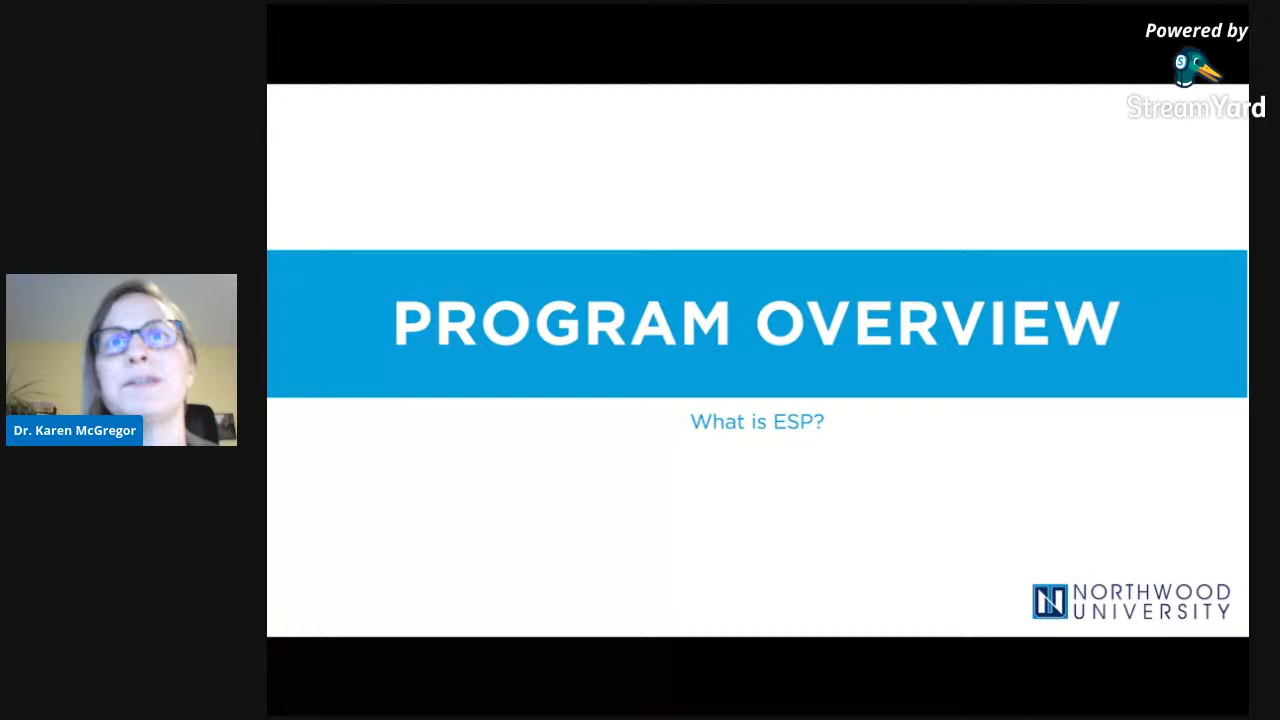 Powered by
S
StreamYard
PROGRAM OVERVIEW
What is ESP?
Dr. Karen McGregor
N NORTHWOOD
UNIVERSITY